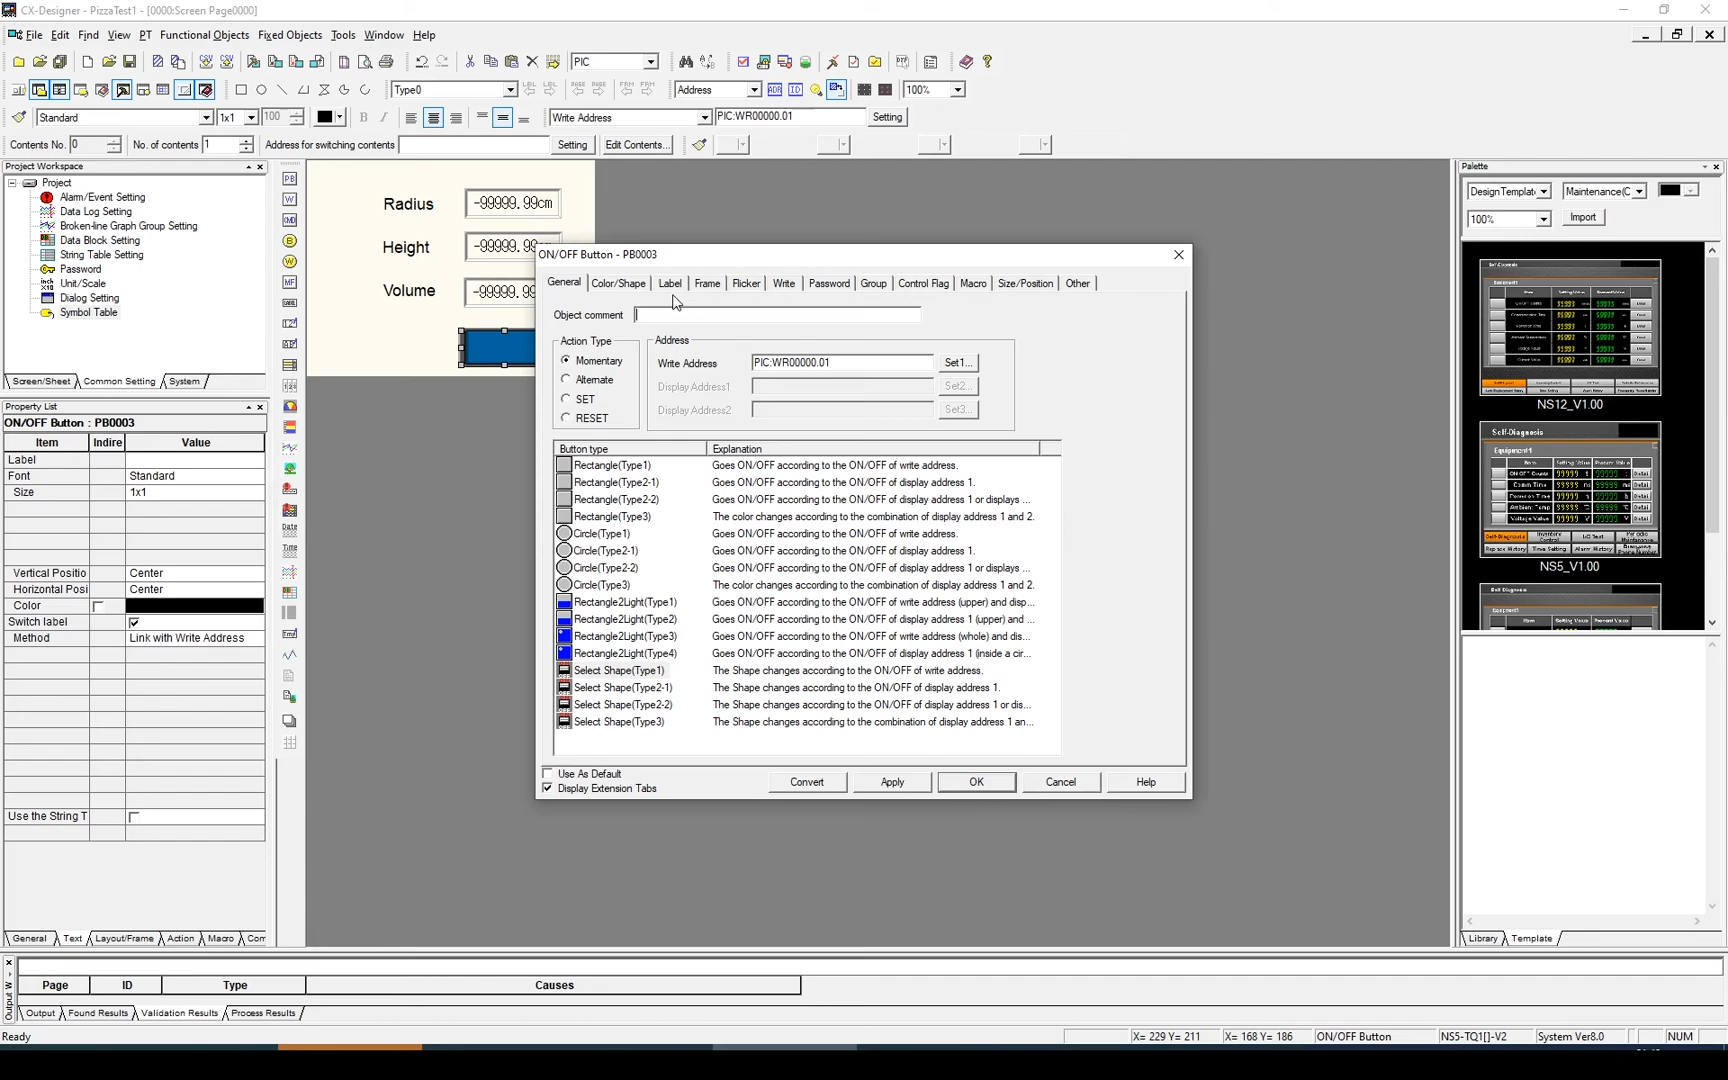 CX-Designer - PizzaTest1 - [0000:Screen Page0000]
File Edit Find View PT Functional Objects Fixed Objects Tools Window Help
PIC
Type0 Address 100%
Standard 1x1 100 B I Write Address PIC:WR00000.01 Setting
Contents No. 0 No. of contents 1 Address for switching contents Setting Edit Contents...
Project Workspace
Project
Alarm/Event Setting
Data Log Setting
Broken-line Graph Group Setting
Data Block Setting
String Table Setting
Password
Unit/Scale
Dialog Setting
Symbol Table
Screen/Sheet Common Setting System
Property List
ON/OFF Button : PB0003
Item Indire Value
Label
Font Standard
Size 1x1
Vertical Positio Center
Horizontal Posi Center
Color
Switch label
Method Link with Write Address
Use the String T
General Text Layout/Frame Action Macro Com
Radius -99999.99cm
Height -99999.99cm
Volume -99999.99
ON/OFF Button - PB0003
General Color/Shape Label Frame Flicker Write Password Group Control Flag Macro Size/Position Other
Object comment
Action Type
Momentary
Alternate
SET
RESET
Address
Write Address PIC:WR00000.01 Set1...
Display Address1 Set2...
Display Address2 Set3...
Button type Explanation
Rectangle(Type1) Goes ON/OFF according to the ON/OFF of write address.
Rectangle(Type2-1) Goes ON/OFF according to the ON/OFF of display address 1.
Rectangle(Type2-2) Goes ON/OFF according to the ON/OFF of display address 1 or displays ...
Rectangle(Type3) The color changes according to the combination of display address 1 and 2.
Circle(Type1) Goes ON/OFF according to the ON/OFF of write address.
Circle(Type2-1) Goes ON/OFF according to the ON/OFF of display address 1.
Circle(Type2-2) Goes ON/OFF according to the ON/OFF of display address 1 or displays ...
Circle(Type3) The color changes according to the combination of display address 1 and 2.
Rectangle2Light(Type1) Goes ON/OFF according to the ON/OFF of write address (upper) and disp...
Rectangle2Light(Type2) Goes ON/OFF according to the ON/OFF of display address 1 (upper) and ...
Rectangle2Light(Type3) Goes ON/OFF according to the ON/OFF of write address (whole) and dis...
Rectangle2Light(Type4) Goes ON/OFF according to the ON/OFF of display address 1 (inside a cir...
Select Shape(Type1) The Shape changes according to the ON/OFF of write address.
Select Shape(Type2-1) The Shape changes according to the ON/OFF of display address 1.
Select Shape(Type2-2) The Shape changes according to the ON/OFF of display address 1 or dis...
Select Shape(Type3) The Shape changes according to the combination of display address 1 an...
Use As Default
Display Extension Tabs
Convert Apply OK Cancel Help
Palette
DesignTemplat Maintenance(C
100% Import
NS12_V1.00
Self-Diagnosis
Equipment1
NS5_V1.00
Library Template
Page ID Type Causes
Output W
Output Found Results Validation Results Process Results
Ready X= 229 Y= 211 X= 168 Y= 186 ON/OFF Button NS5-TQ1[]-V2 System Ver8.0 NUM